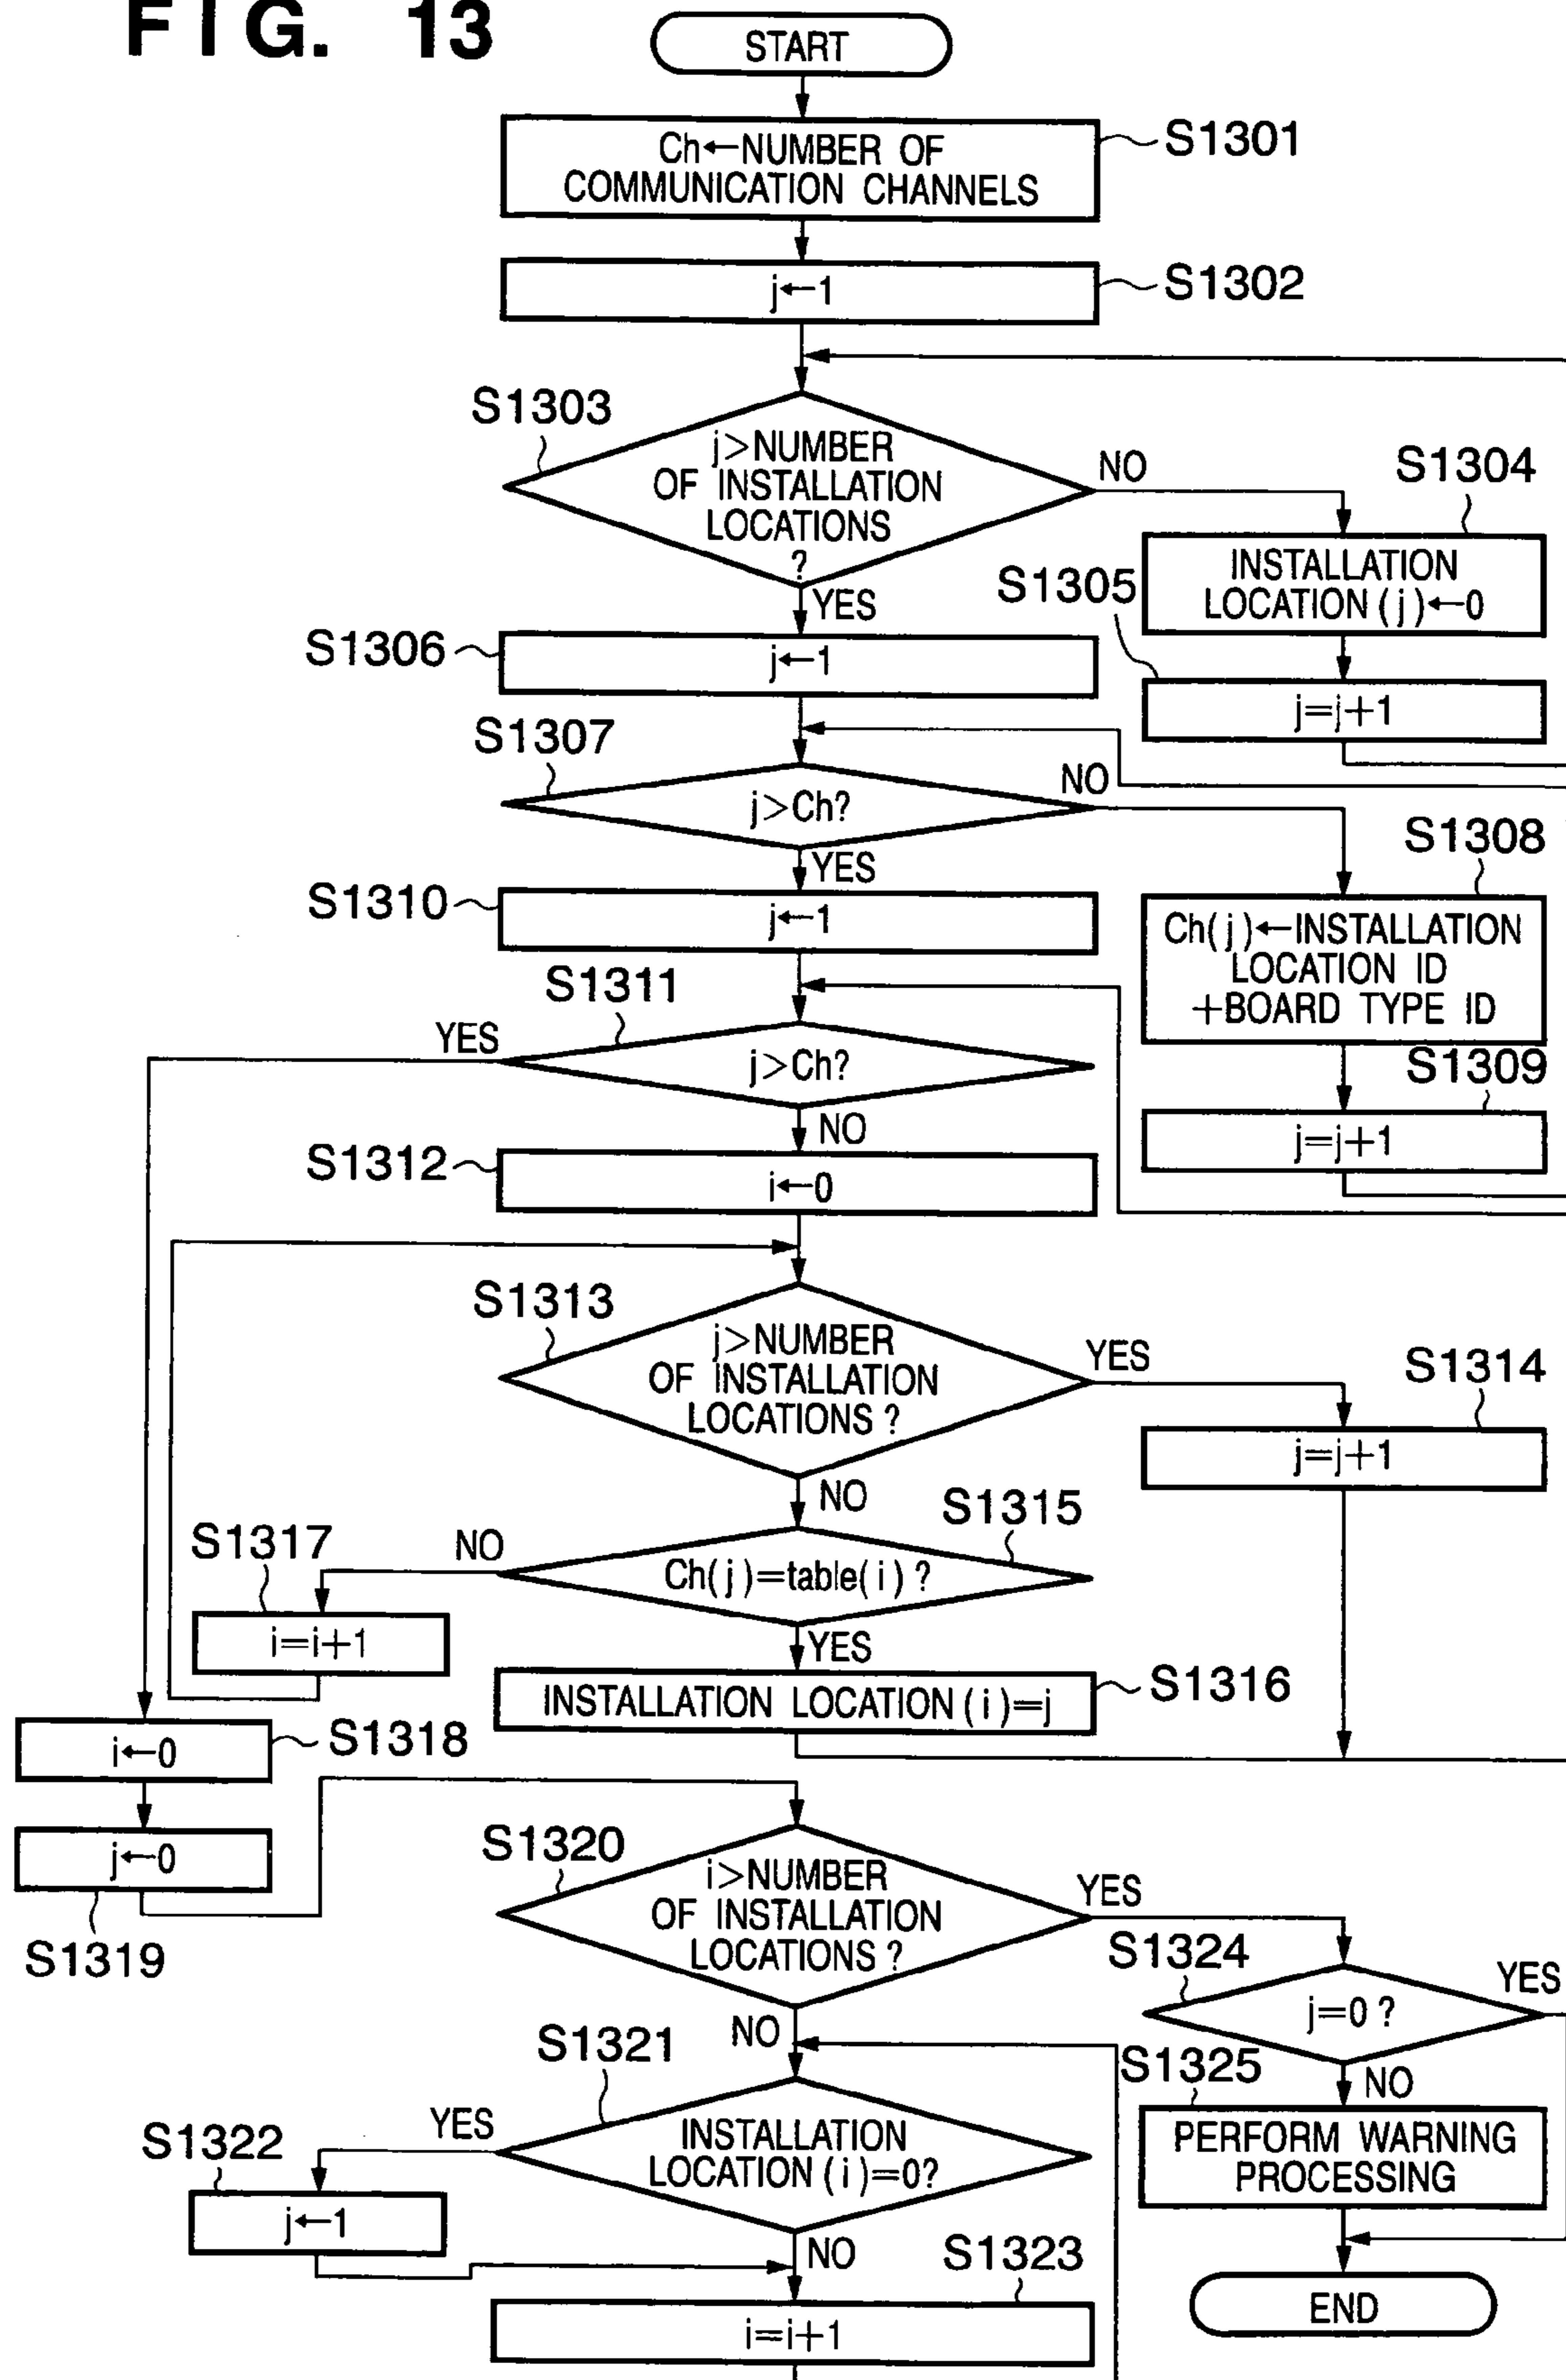 FIG. 13
START
Ch←NUMBER OF
COMMUNICATION CHANNELS
S1301
j←1
S1302
S1303
j>NUMBER
OF INSTALLATION
LOCATIONS
?
NO
YES
S1304
INSTALLATION
LOCATION(j)←0
S1305
j=j+1
S1306
j←1
S1307
j>Ch?
NO
YES
S1308
Ch(j)←INSTALLATION
LOCATION ID
+BOARD TYPE ID
S1309
j=j+1
S1310
j←1
S1311
j>Ch?
YES
NO
S1312
i←0
S1313
j>NUMBER
OF INSTALLATION
LOCATIONS?
YES
NO
S1314
j=j+1
S1315
Ch(j)=table(i)?
NO
YES
S1317
i=i+1
S1316
INSTALLATION LOCATION(i)=j
S1318
i←0
j←0
S1319
S1320
i>NUMBER
OF INSTALLATION
LOCATIONS?
YES
NO
S1324
j=0?
YES
NO
S1325
PERFORM WARNING
PROCESSING
S1321
INSTALLATION
LOCATION(i)=0?
YES
NO
S1322
j←1
S1323
i=i+1
END